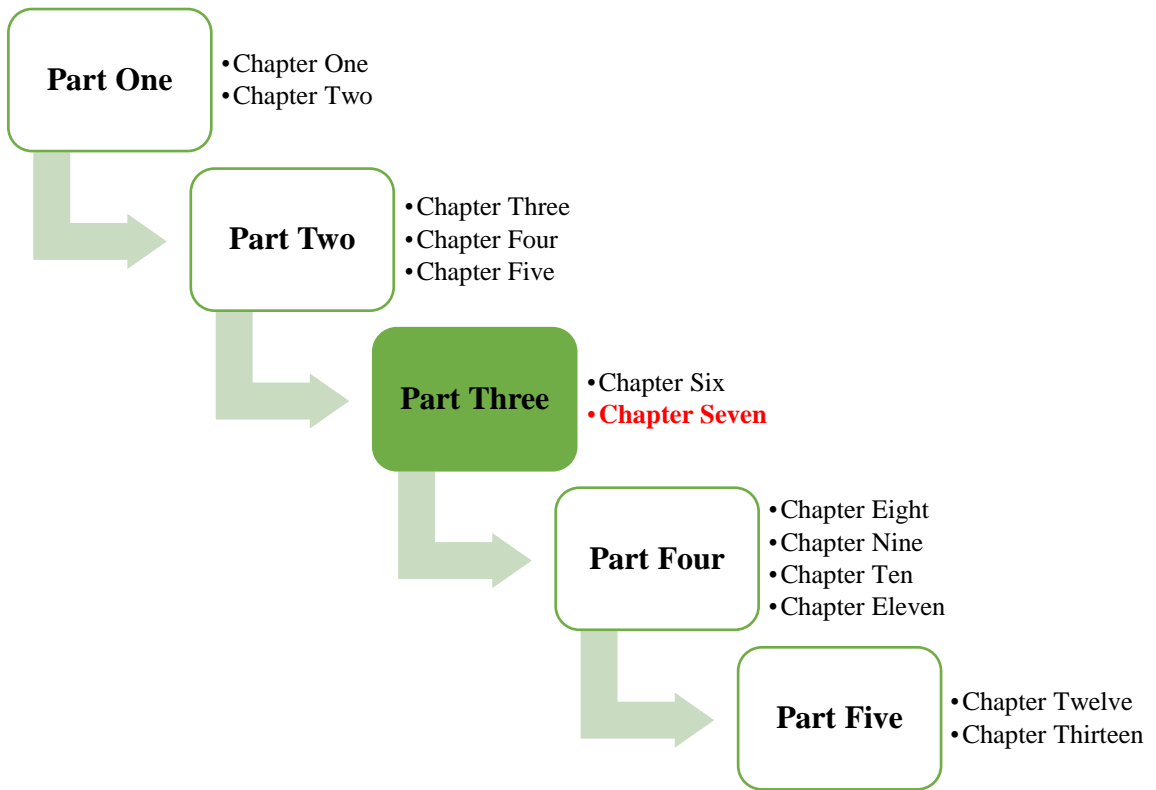 Part One
•Chapter One
•Chapter Two
Part Two
•Chapter Three
•Chapter Four
•Chapter Five
Part Three
•Chapter Six
•Chapter Seven
Part Four
•Chapter Eight
•Chapter Nine
•Chapter Ten
•Chapter Eleven
Part Five
•Chapter Twelve
•Chapter Thirteen